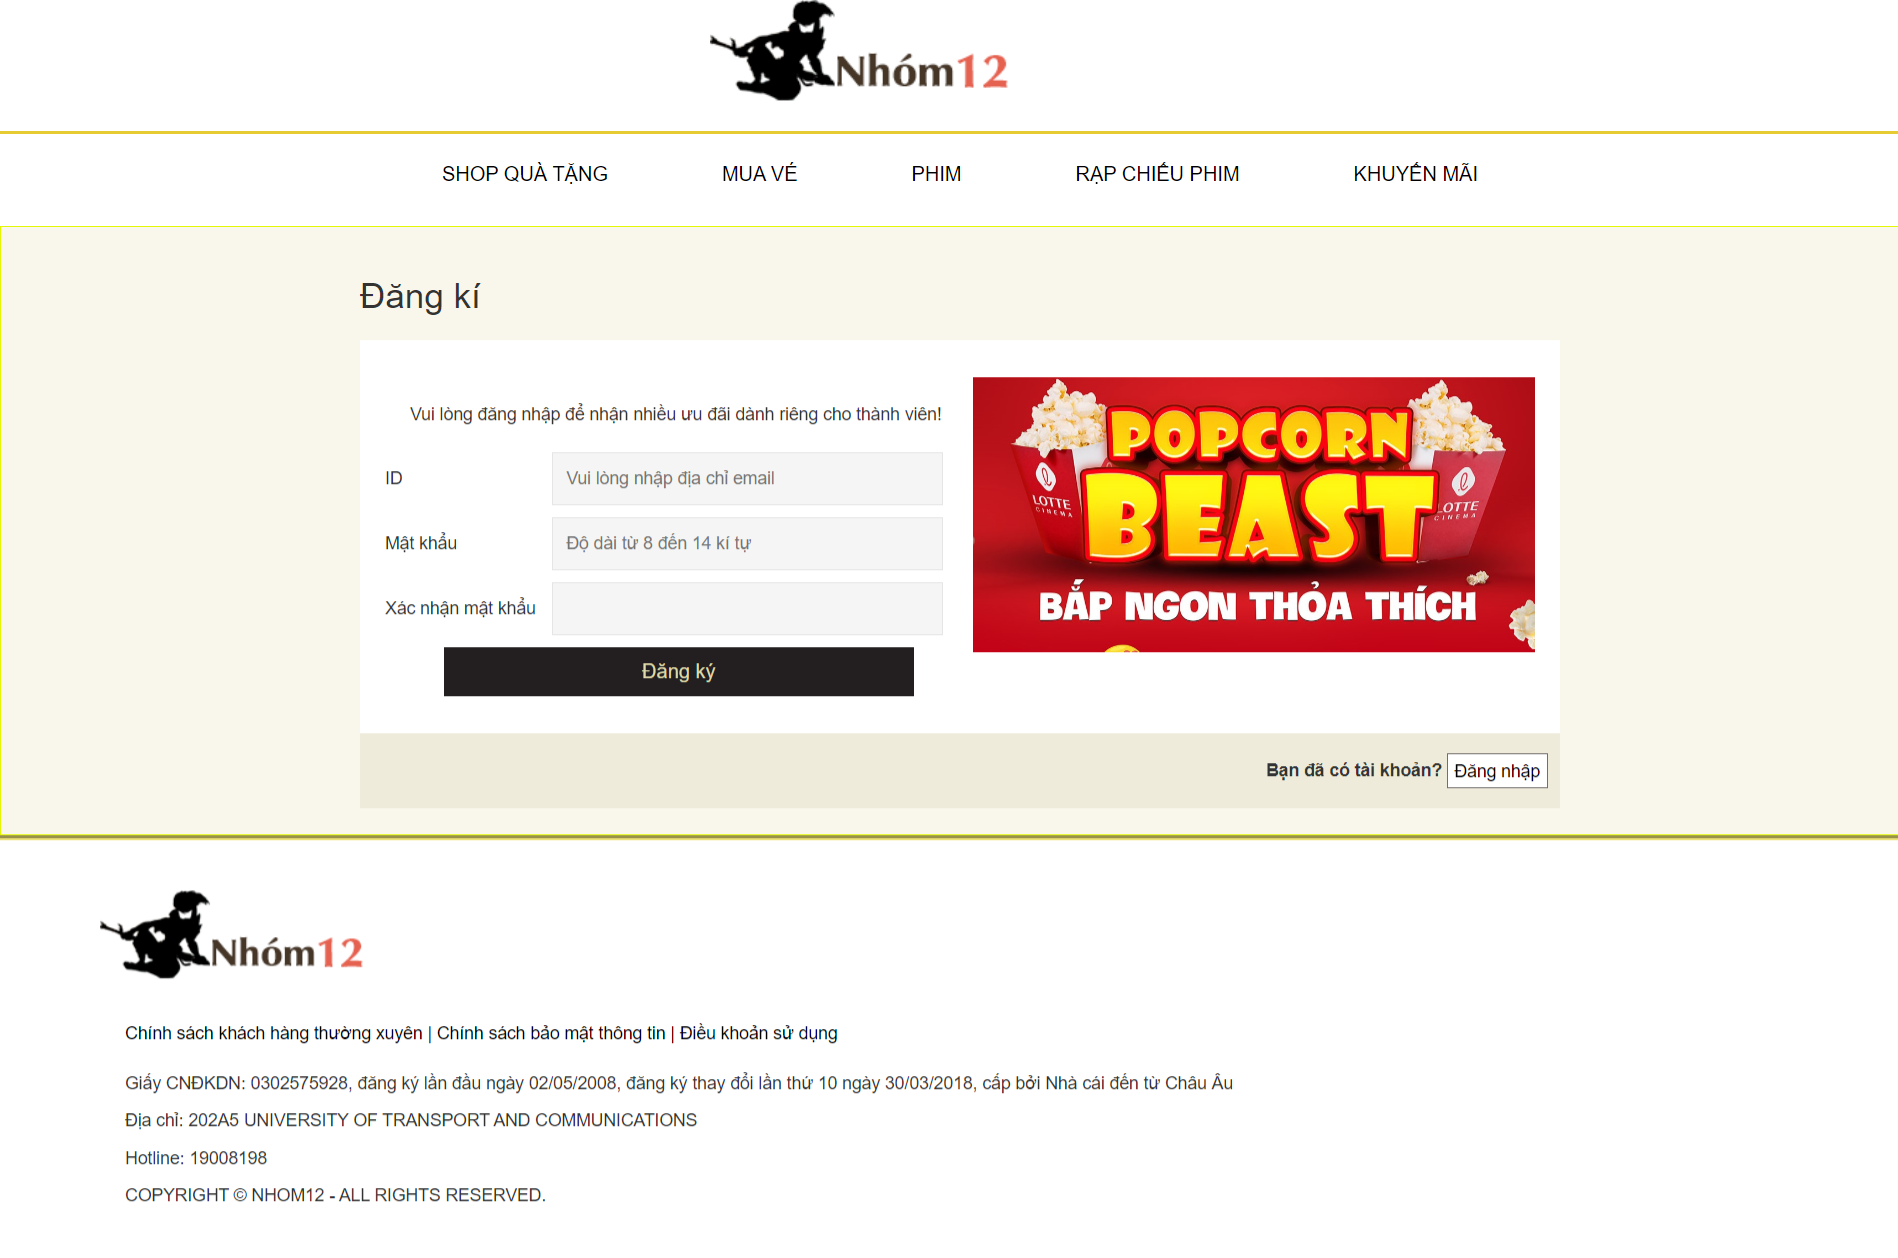 Nhóm12
SHOP QUÀ TẶNG MUA VÉ PHIM RẠP CHIẾU PHIM KHUYẾN MÃI
Đăng kí
Vui lòng đăng nhập để nhận nhiều ưu đãi dành riêng cho thành viên!
ID Vui lòng nhập địa chỉ email
Mật khẩu Độ dài từ 8 đến 14 kí tự
Xác nhận mật khẩu
Đăng ký
POPCORN
BEAST
LOTTE
CINEMA
LOTTE
CINEMA
BẮP NGON THỎA THÍCH
Bạn đã có tài khoản? Đăng nhập
Nhóm12
Chính sách khách hàng thường xuyên | Chính sách bảo mật thông tin | Điều khoản sử dụng
Giấy CNĐKDN: 0302575928, đăng ký lần đầu ngày 02/05/2008, đăng ký thay đổi lần thứ 10 ngày 30/03/2018, cấp bởi Nhà cái đến từ Châu Âu
Địa chỉ: 202A5 UNIVERSITY OF TRANSPORT AND COMMUNICATIONS
Hotline: 19008198
COPYRIGHT © NHOM12 - ALL RIGHTS RESERVED.